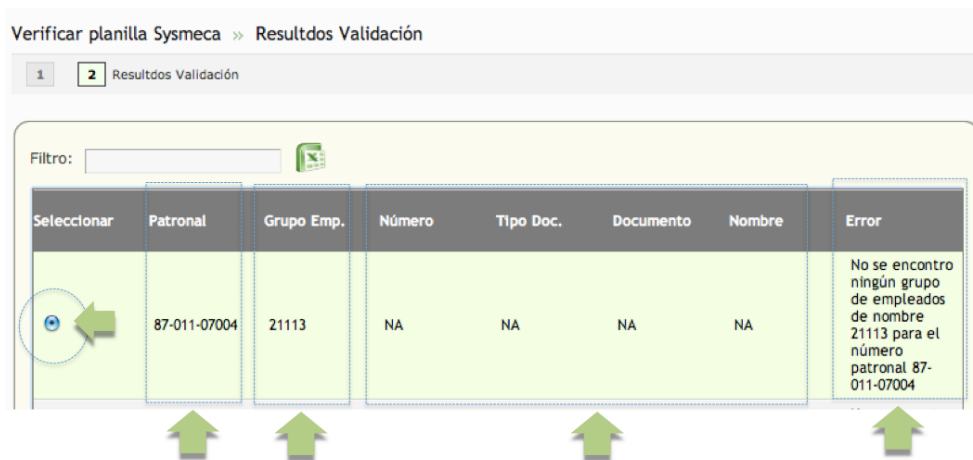 Verificar planilla Sysmeca » Resultdos Validación
1 2 Resultdos Validación
Filtro:
Seleccionar Patronal Grupo Emp. Número Tipo Doc. Documento Nombre Error
87-011-07004 21113 NA NA NA NA
No se encontro
ningún grupo
de empleados
de nombre
21113 para el
número
patronal 87-
011-07004